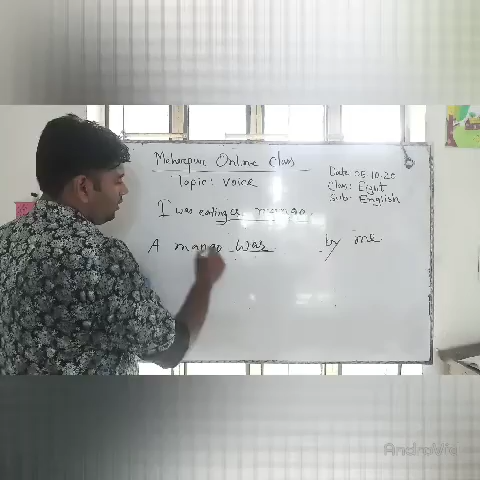 Meherpur Online Class
Topic: Voice
Date 05.10.20
Class: Eight
Sub: English
I was eating a mango.
A mango was by me
AndroVid